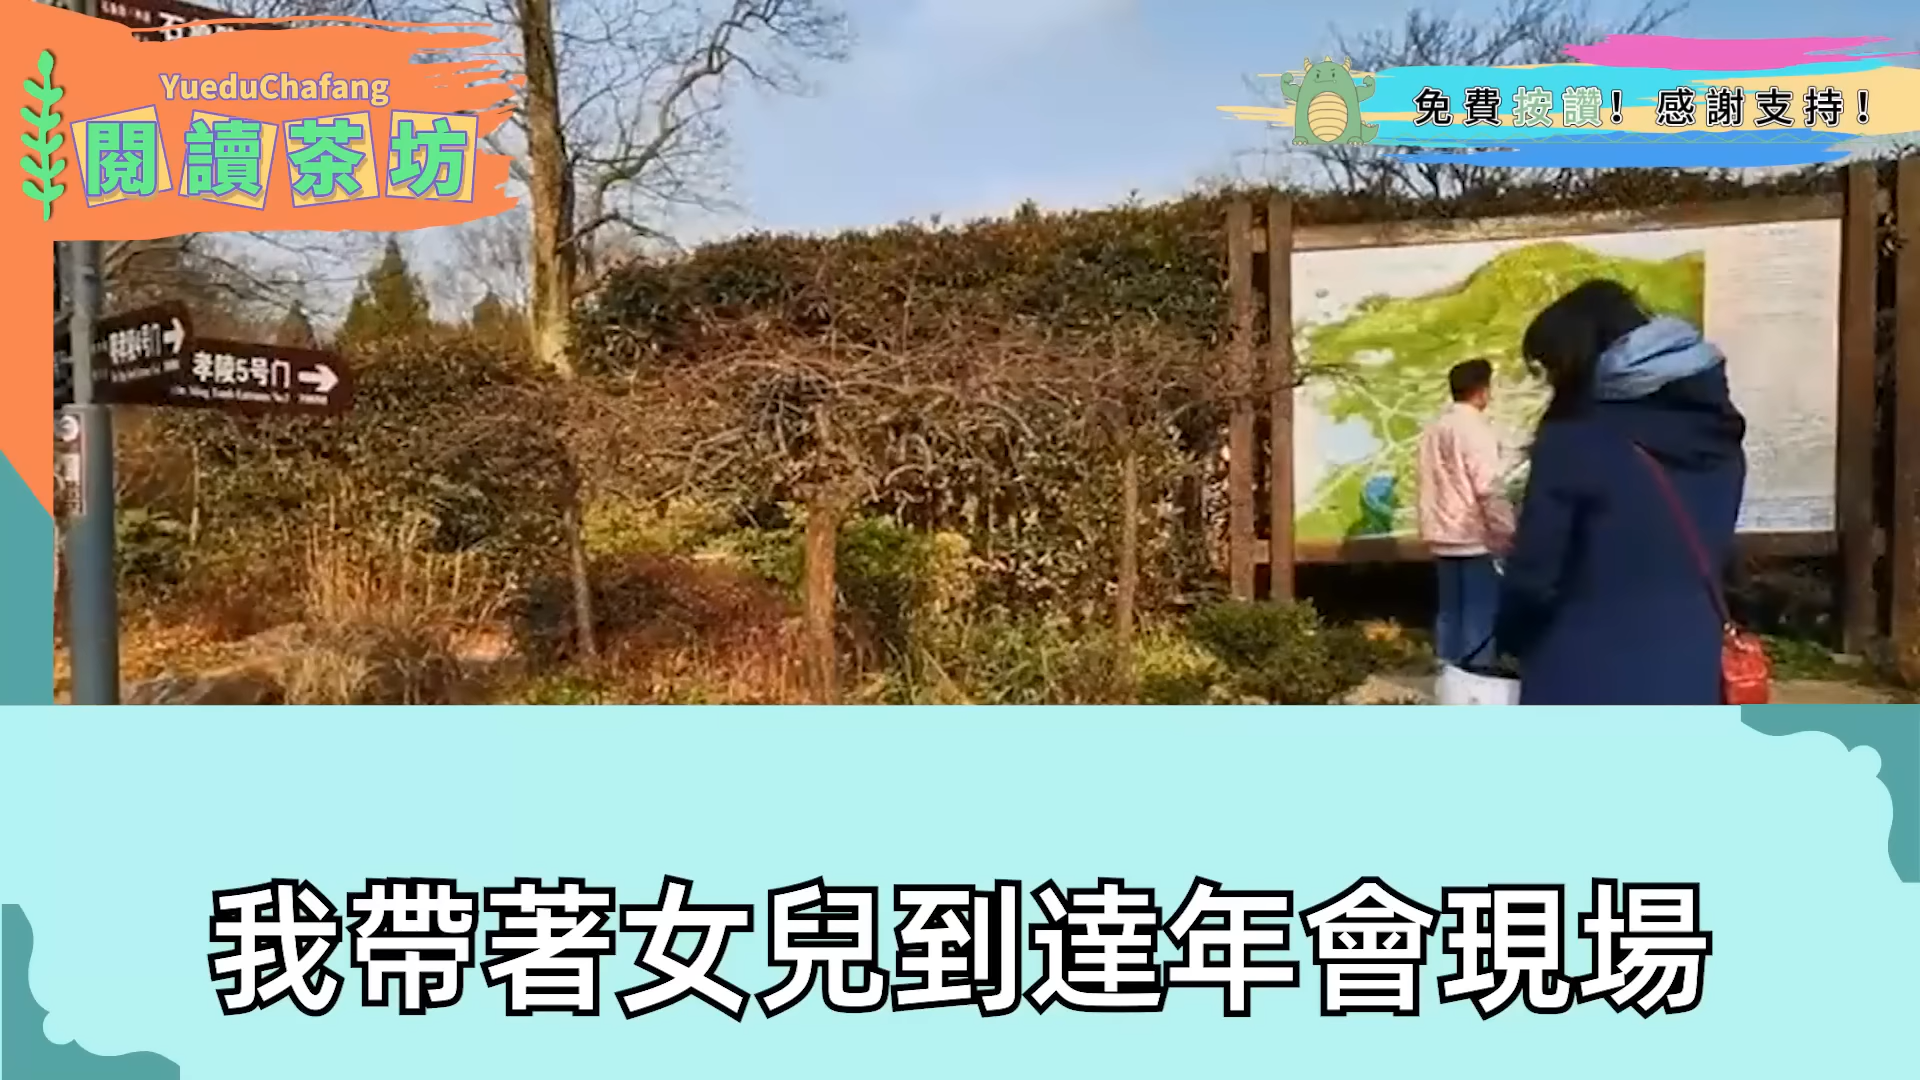 YueduChafang
閱讀茶坊
免費按讚！感謝支持！
孝陵5号门
我帶著女兒到達年會現場